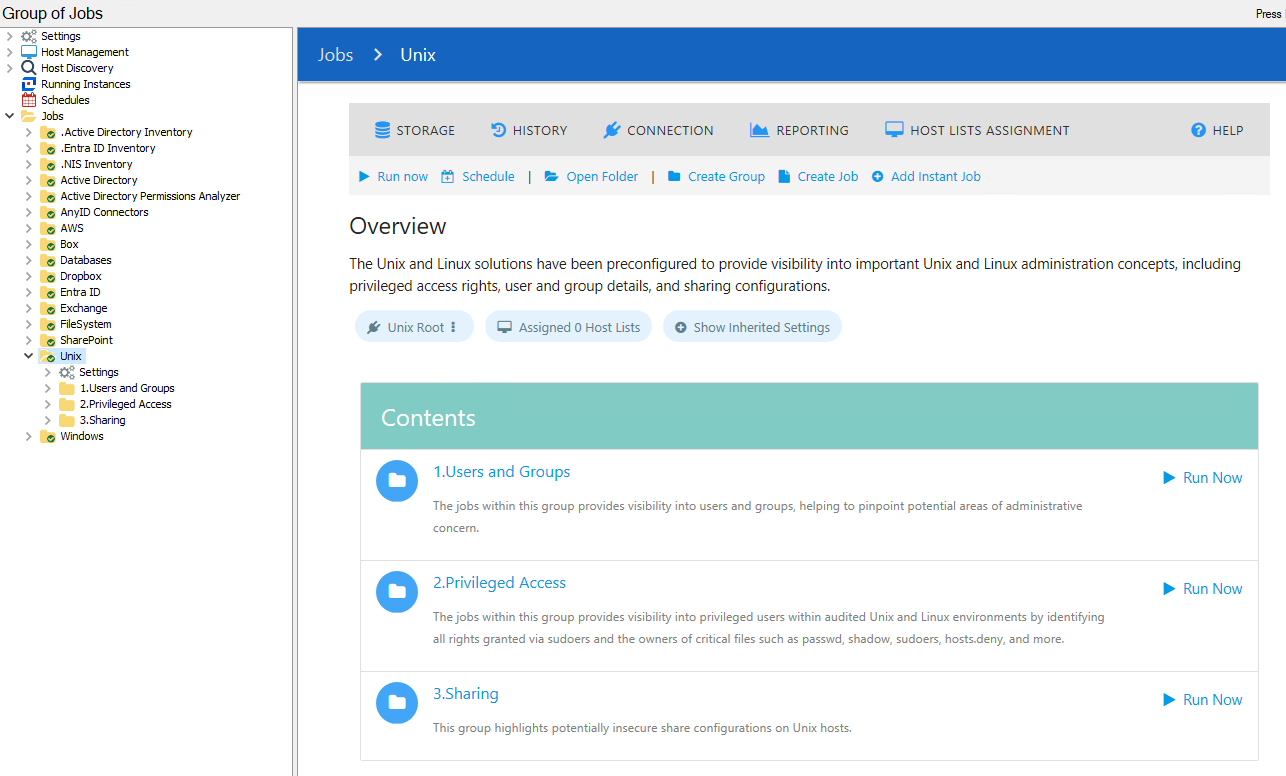 Group of Jobs
Press
Settings
Host Management
Host Discovery
Running Instances
Schedules
Jobs
.Active Directory Inventory
.Entra ID Inventory
.NIS Inventory
Active Directory
Active Directory Permissions Analyzer
AnyID Connectors
AWS
Box
Databases
Dropbox
Entra ID
Exchange
FileSystem
SharePoint
Unix
Settings
1.Users and Groups
2.Privileged Access
3.Sharing
Windows
Jobs > Unix
STORAGE HISTORY CONNECTION REPORTING HOST LISTS ASSIGNMENT HELP
Run now Schedule | Open Folder | Create Group Create Job Add Instant Job
Overview
The Unix and Linux solutions have been preconfigured to provide visibility into important Unix and Linux administration concepts, including
privileged access rights, user and group details, and sharing configurations.
Unix Root Assigned 0 Host Lists Show Inherited Settings
Contents
1.Users and Groups
Run Now
The jobs within this group provides visibility into users and groups, helping to pinpoint potential areas of administrative
concern.
2.Privileged Access
Run Now
The jobs within this group provides visibility into privileged users within audited Unix and Linux environments by identifying
all rights granted via sudoers and the owners of critical files such as passwd, shadow, sudoers, hosts.deny, and more.
3.Sharing
Run Now
This group highlights potentially insecure share configurations on Unix hosts.